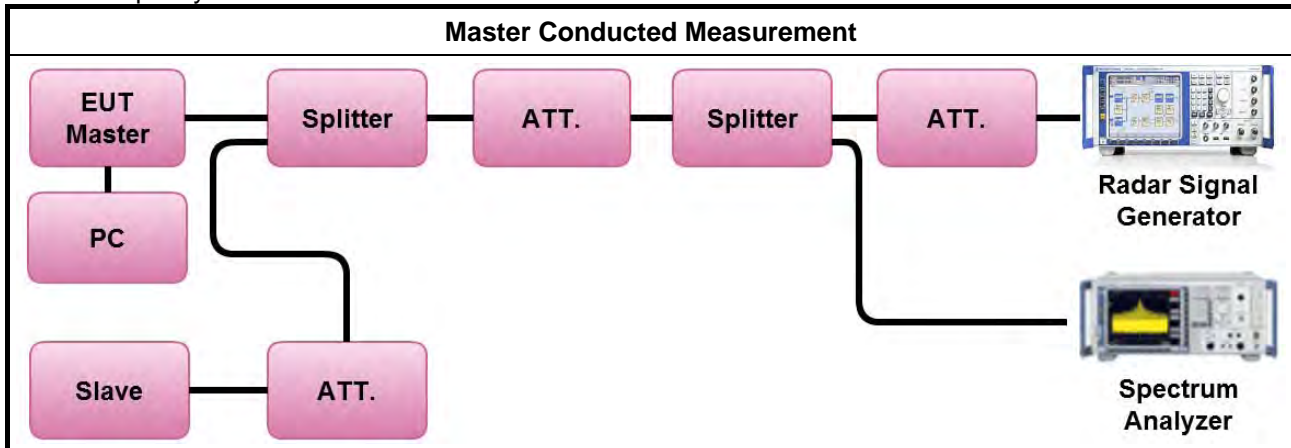 Master Conducted Measurement
EUT
Master
Splitter
ATT.
Splitter
ATT.
Radar Signal
Generator
PC
Slave
ATT.
Spectrum
Analyzer